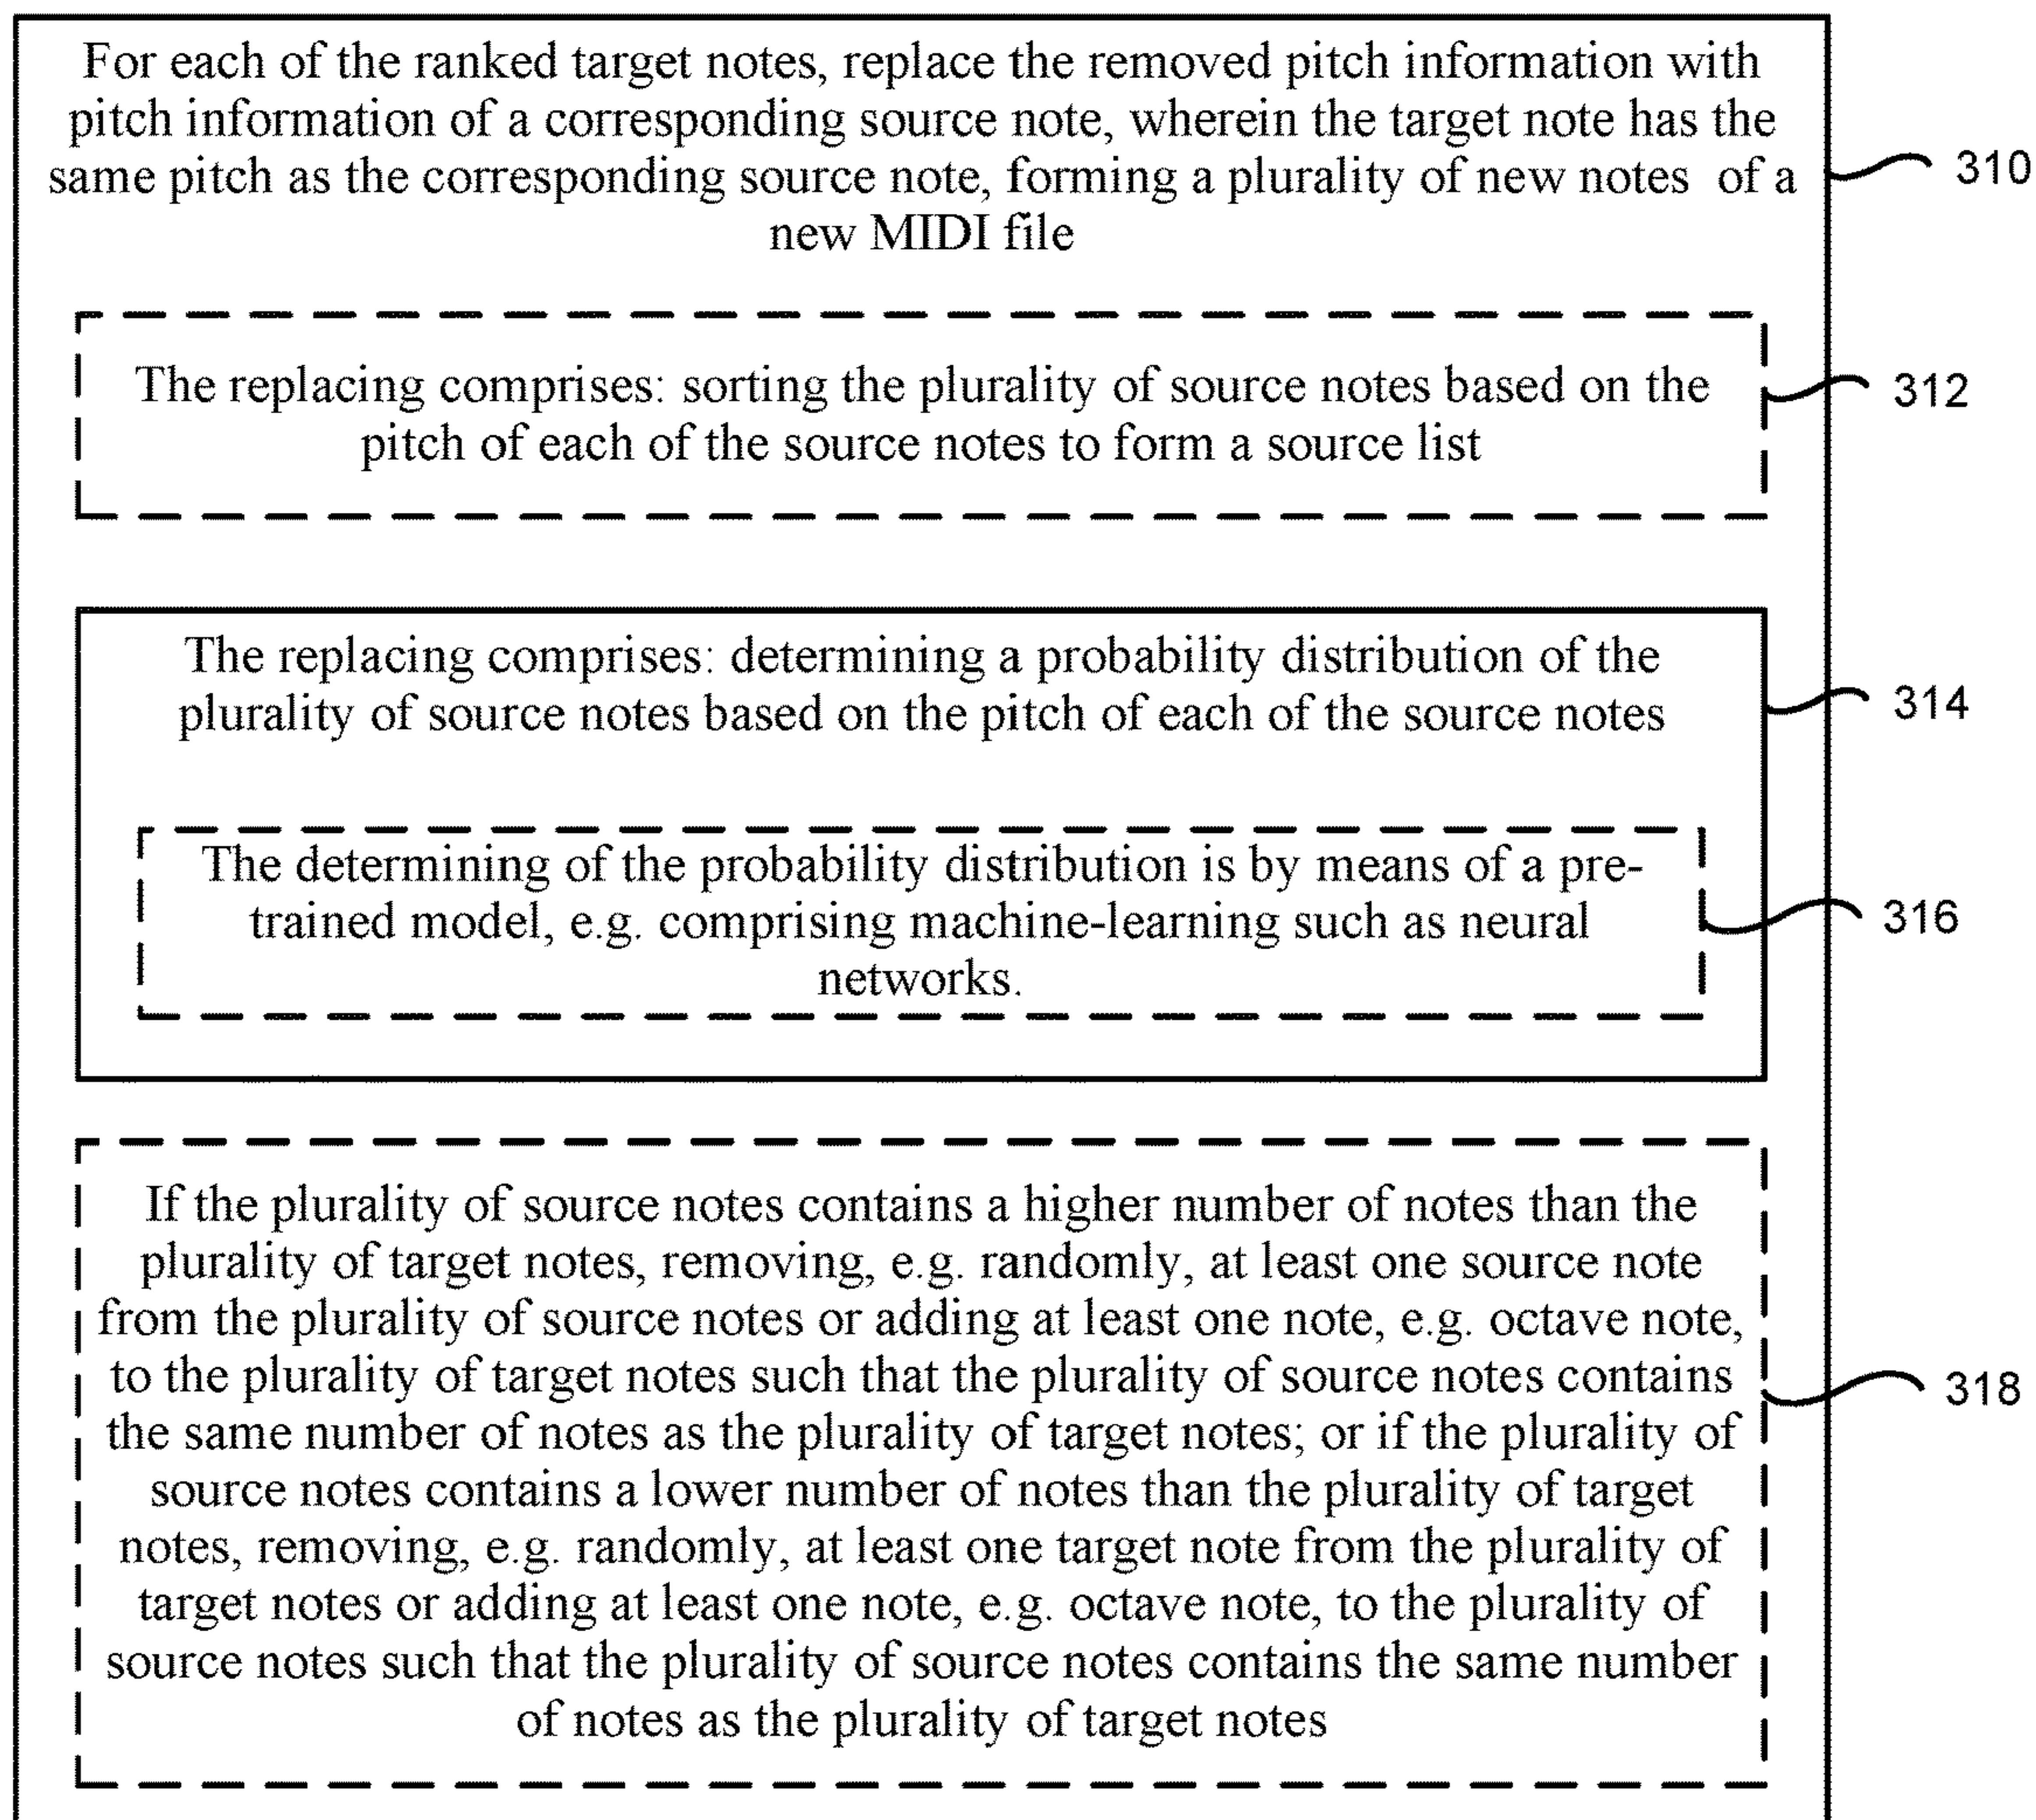 For each of the ranked target notes, replace the removed pitch information with
pitch information of a corresponding source note, wherein the target note has the
same pitch as the corresponding source note, forming a plurality of new notes of a
new MIDI file
310
The replacing comprises: sorting the plurality of source notes based on the
pitch of each of the source notes to form a source list
312
The replacing comprises: determining a probability distribution of the
plurality of source notes based on the pitch of each of the source notes
314
The determining of the probability distribution is by means of a pre-
trained model, e.g. comprising machine-learning such as neural
networks.
316
If the plurality of source notes contains a higher number of notes than the
plurality of target notes, removing, e.g. randomly, at least one source note
from the plurality of source notes or adding at least one note, e.g. octave note,
to the plurality of target notes such that the plurality of source notes contains
the same number of notes as the plurality of target notes; or if the plurality of
source notes contains a lower number of notes than the plurality of target
notes, removing, e.g. randomly, at least one target note from the plurality of
target notes or adding at least one note, e.g. octave note, to the plurality of
source notes such that the plurality of source notes contains the same number
of notes as the plurality of target notes
318